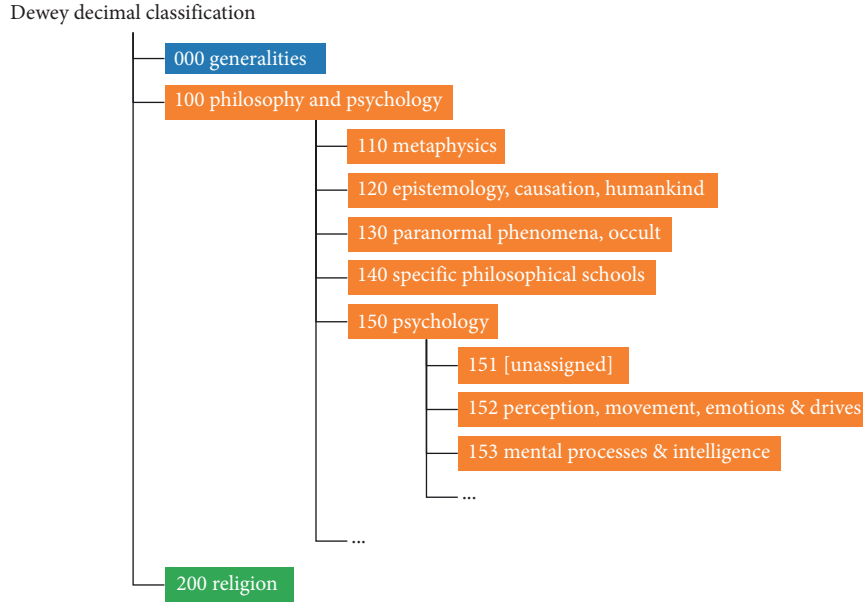 Dewey decimal classification
000 generalities
100 philosophy and psychology
110 metaphysics
120 epistemology, causation, humankind
130 paranormal phenomena, occult
140 specific philosophical schools
150 psychology
151 [unassigned]
152 perception, movement, emotions & drives
153 mental processes & intelligence
...
...
200 religion